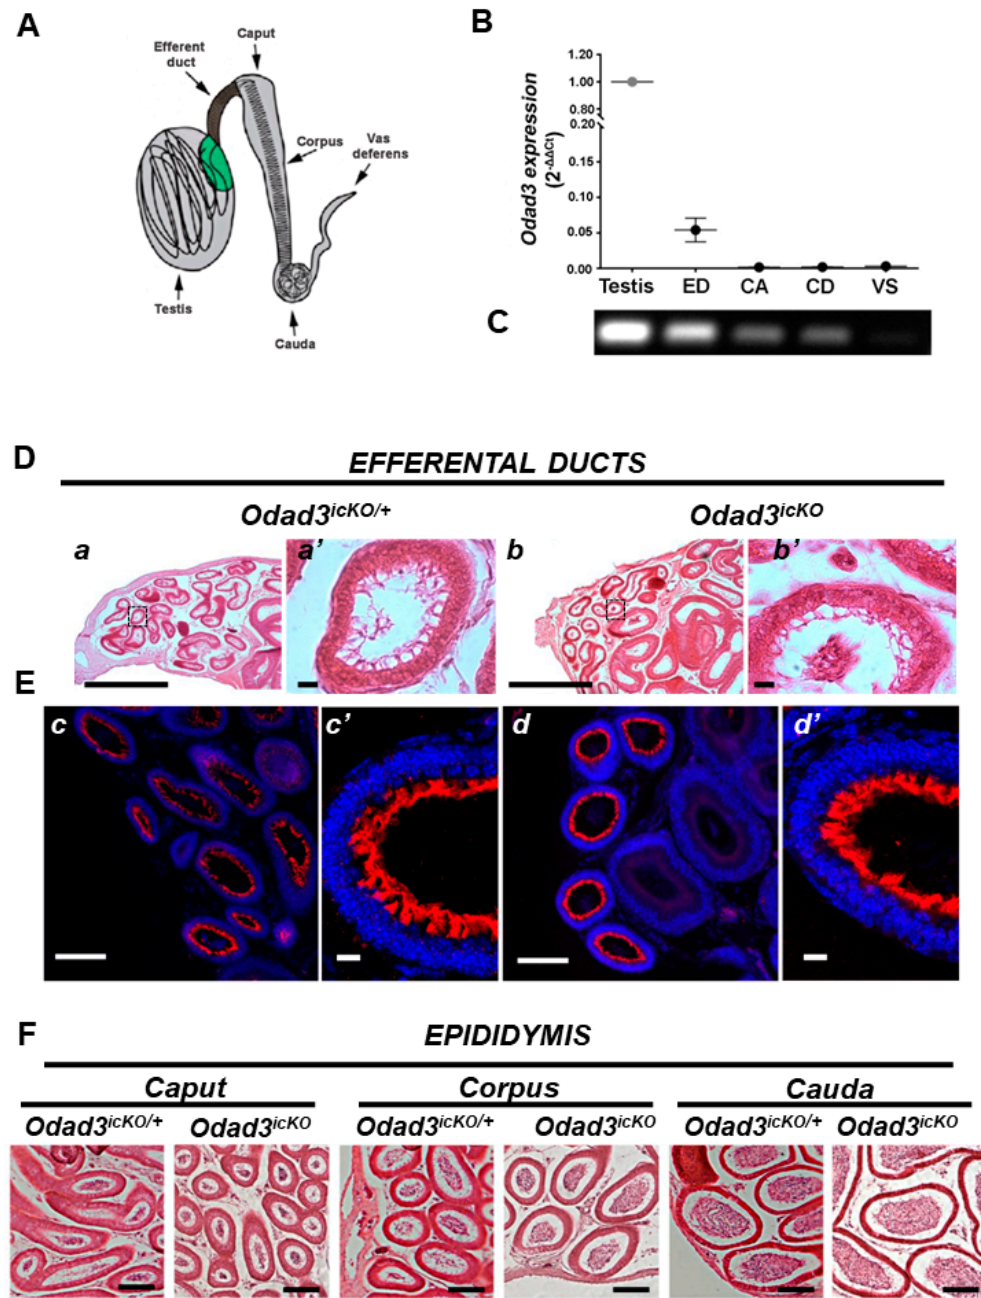 A
Efferent
duct
Caput
Corpus
Vas
deferens
Testis
Cauda
B
Odad3 expression
(2-ΔΔCt)
1.20
1.00
0.80
0.20
0.15
0.10
0.05
0.00
Testis ED CA CD VS
C
D
EFFERENTAL DUCTS
Odad3icKO/+ Odad3icKO
a a' b b'
E
c c' d d'
F
EPIDIDYMIS
Caput Corpus Cauda
Odad3icKO/+ Odad3icKO Odad3icKO/+ Odad3icKO Odad3icKO/+ Odad3icKO